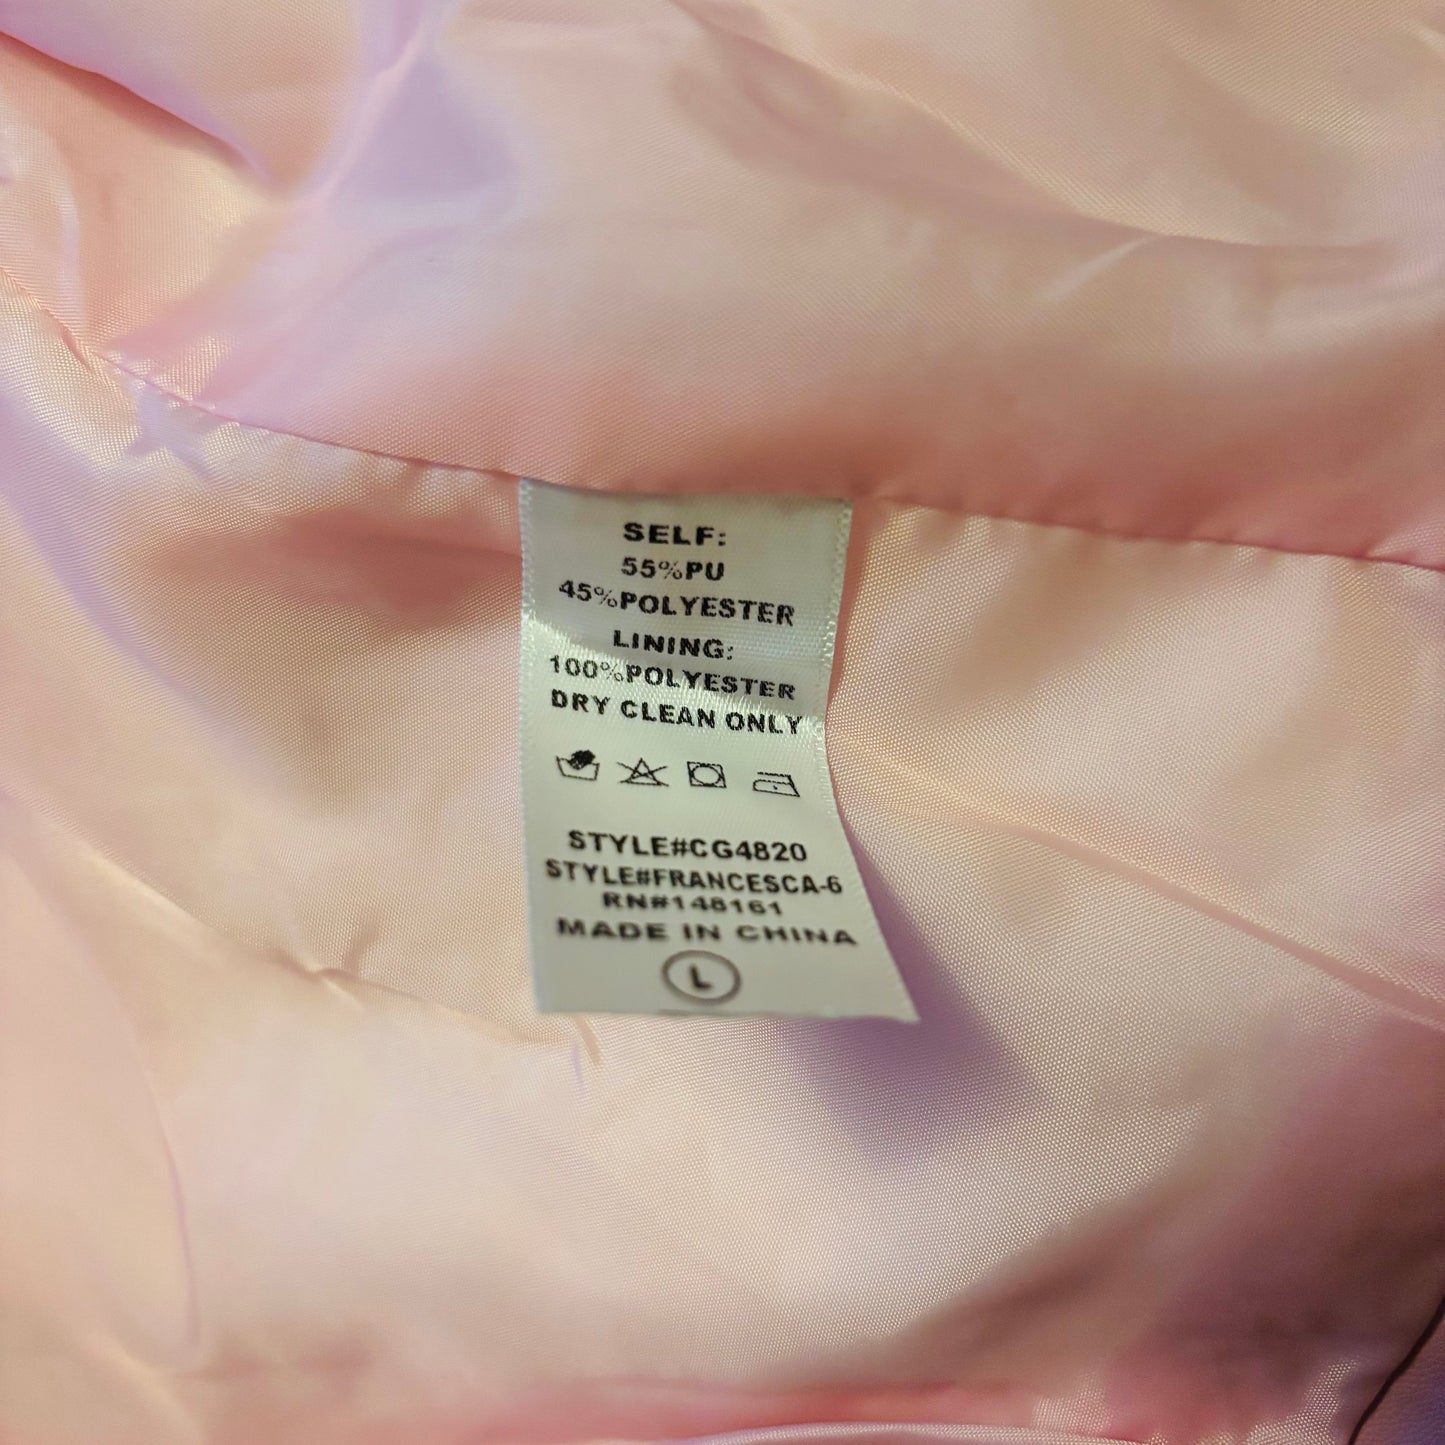 SELF:
55%PU
45%POLYESTER
LINING:
100%POLYESTER
DRY CLEAN ONLY
STYLE#CG4820
STYLE#FRANCESCA-6
RN#148161
MADE IN CHINA
L